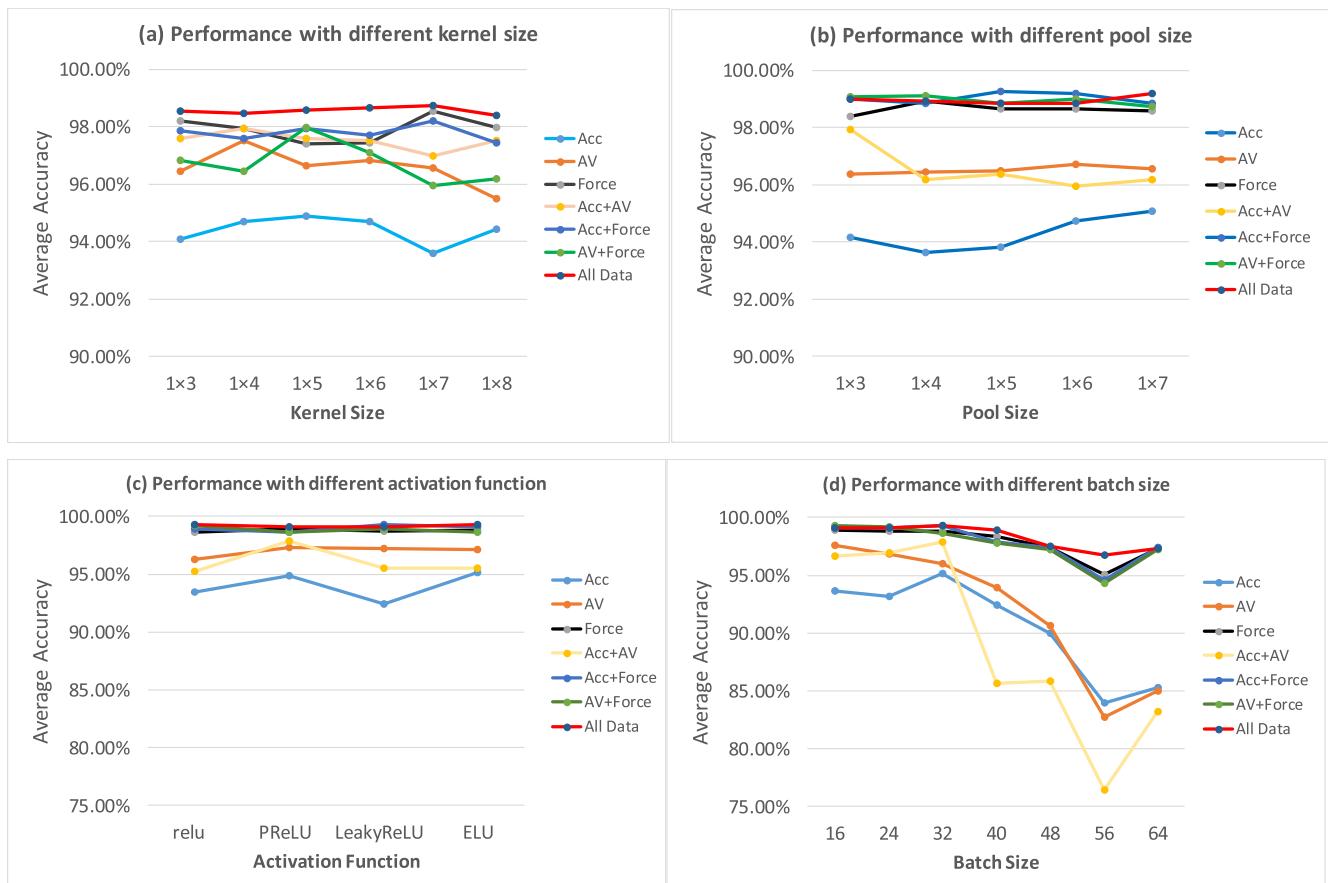 (a) Performance with different kernel size
100.00%
98.00%
96.00%
94.00%
92.00%
90.00%
Average Accuracy
1×3 1×4 1×5 1×6 1×7 1×8
Kernel Size
Acc
AV
Force
Acc+AV
Acc+Force
AV+Force
All Data
(b) Performance with different pool size
100.00%
98.00%
96.00%
94.00%
92.00%
90.00%
Average Accuracy
1×3 1×4 1×5 1×6 1×7
Pool Size
Acc
AV
Force
Acc+AV
Acc+Force
AV+Force
All Data
(c) Performance with different activation function
100.00%
95.00%
90.00%
85.00%
80.00%
75.00%
Average Accuracy
relu PReLU LeakyReLU ELU
Activation Function
Acc
AV
Force
Acc+AV
Acc+Force
AV+Force
All Data
(d) Performance with different batch size
100.00%
95.00%
90.00%
85.00%
80.00%
75.00%
Average Accuracy
16 24 32 40 48 56 64
Batch Size
Acc
AV
Force
Acc+AV
Acc+Force
AV+Force
All Data